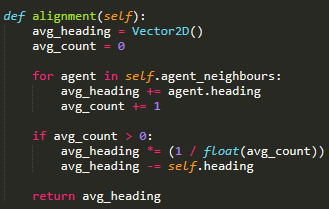 def alignment(self):
    avg_heading = Vector2D()
    avg_count = 0
    for agent in self.agent_neighbours:
        avg_heading += agent.heading
        avg_count += 1
    if avg_count > 0:
        avg_heading *= (1 / float(avg_count))
        avg_heading -= self.heading
    return avg_heading